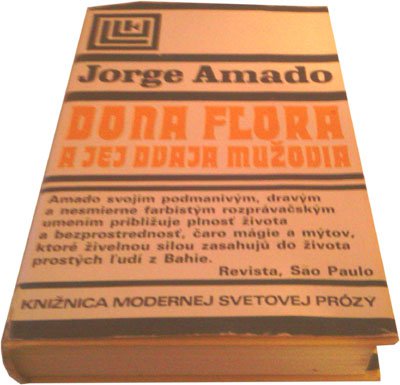 Jorge Amado
DONA FLORA
A JEJ DVAJA MUŽOVIA
Amado svojím podmanivým, dravým
a nesmierne farbistým rozprávačským
umením približuje plnosť života
a bezprostrednosť, čaro mágie a mýtov,
ktoré živelnou silou zasahujú do života
prostých ľudí z Bahie.
Revista, Sao Paulo
KNIŽNICA MODERNEJ SVETOVEJ PRÓZY